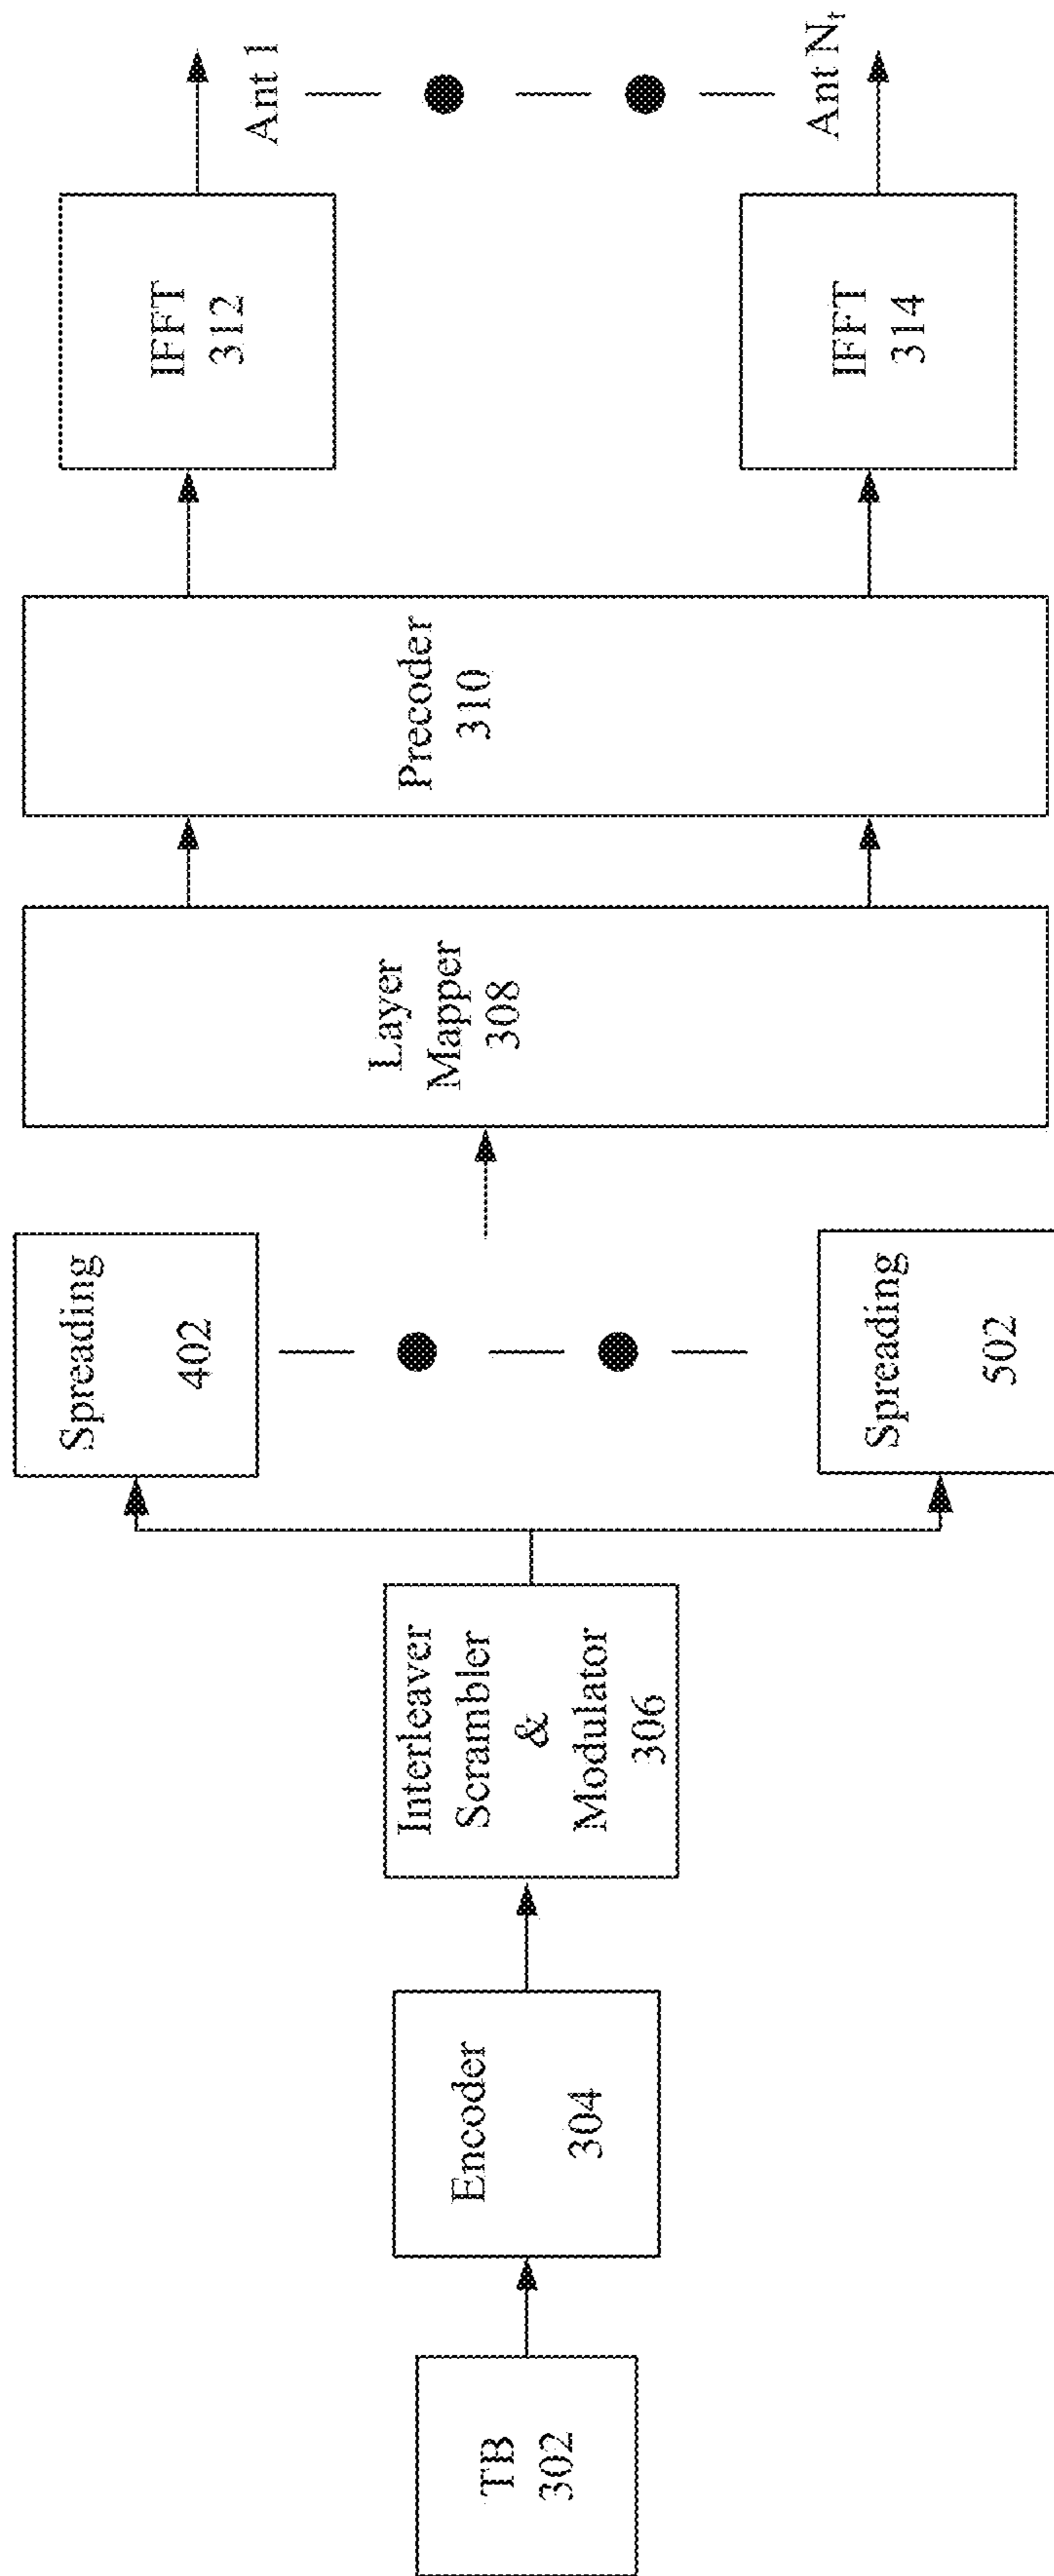 TB
302
Encoder
304
Interleaver
Scrambler
&
Modulator
306
Spreading
402
Spreading
502
Layer
Mapper
308
Precoder
310
IFFT
312
IFFT
314
Ant 1
Ant Nt